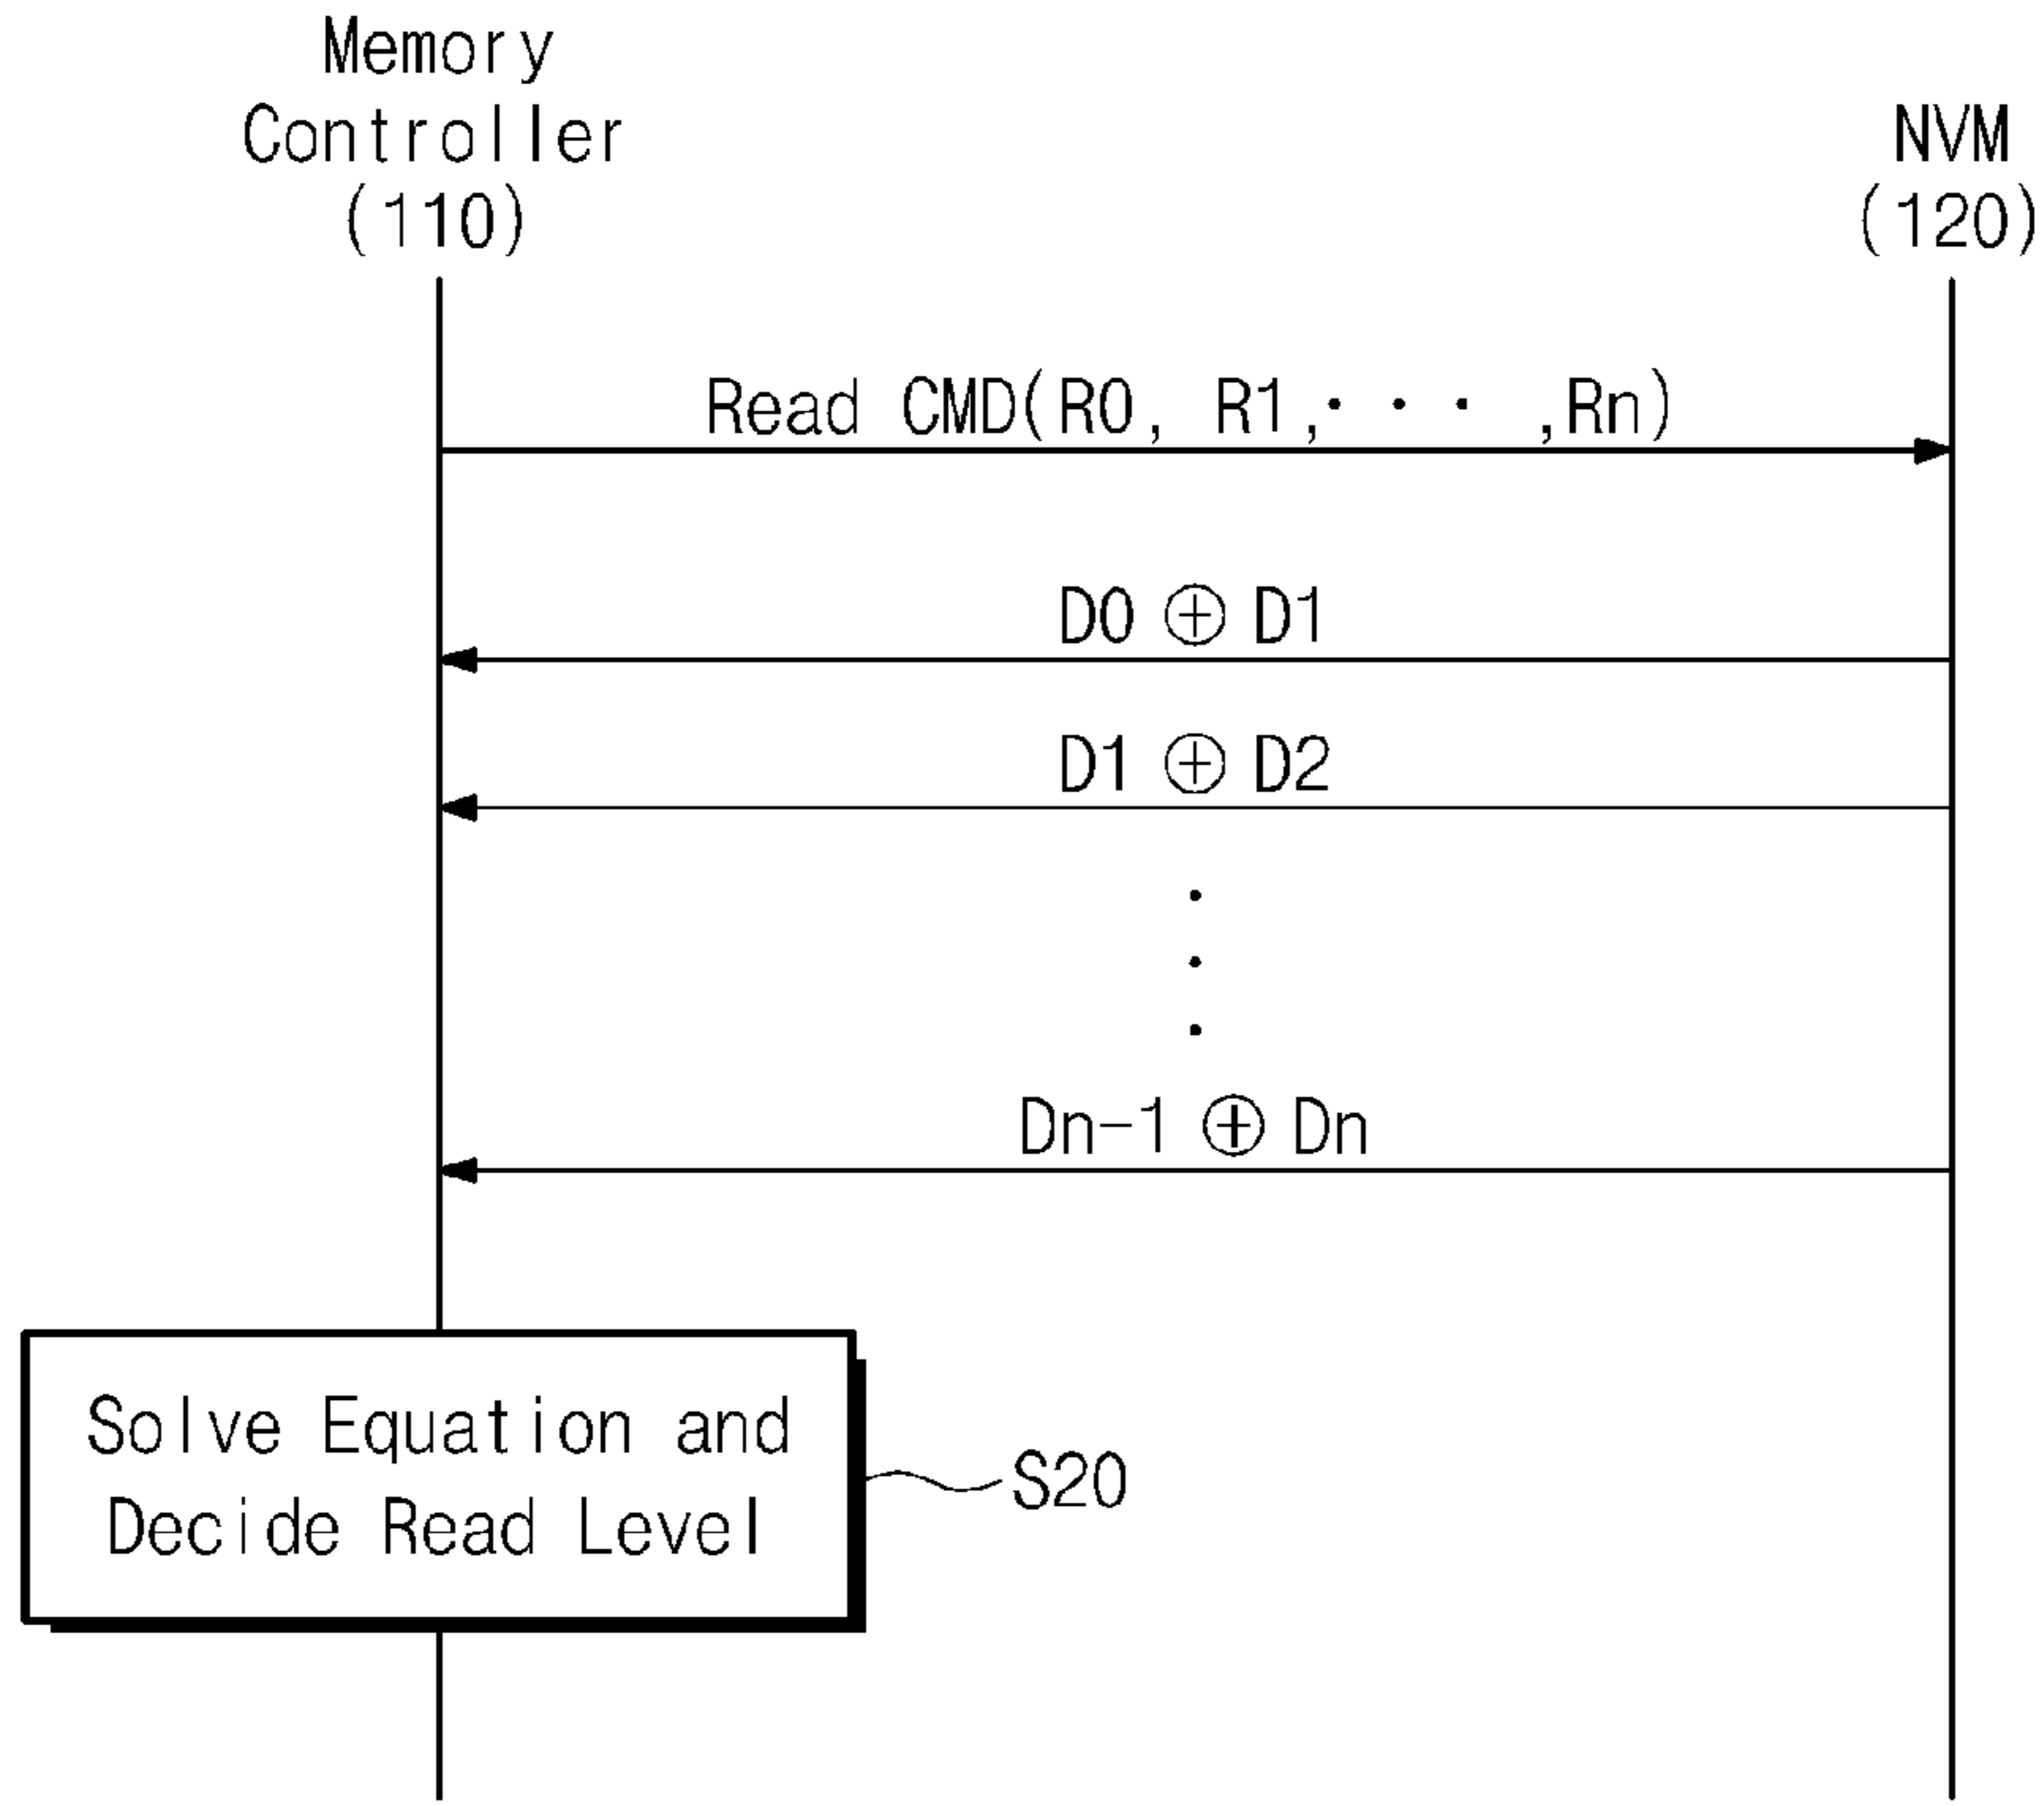 Memory
Controller
(110)
NVM
(120)
Read CMD(R0, R1,· · · ,Rn)
D0 ⊕ D1
D1 ⊕ D2
·
·
·
Dn-1 ⊕ Dn
Solve Equation and
Decide Read Level
S20